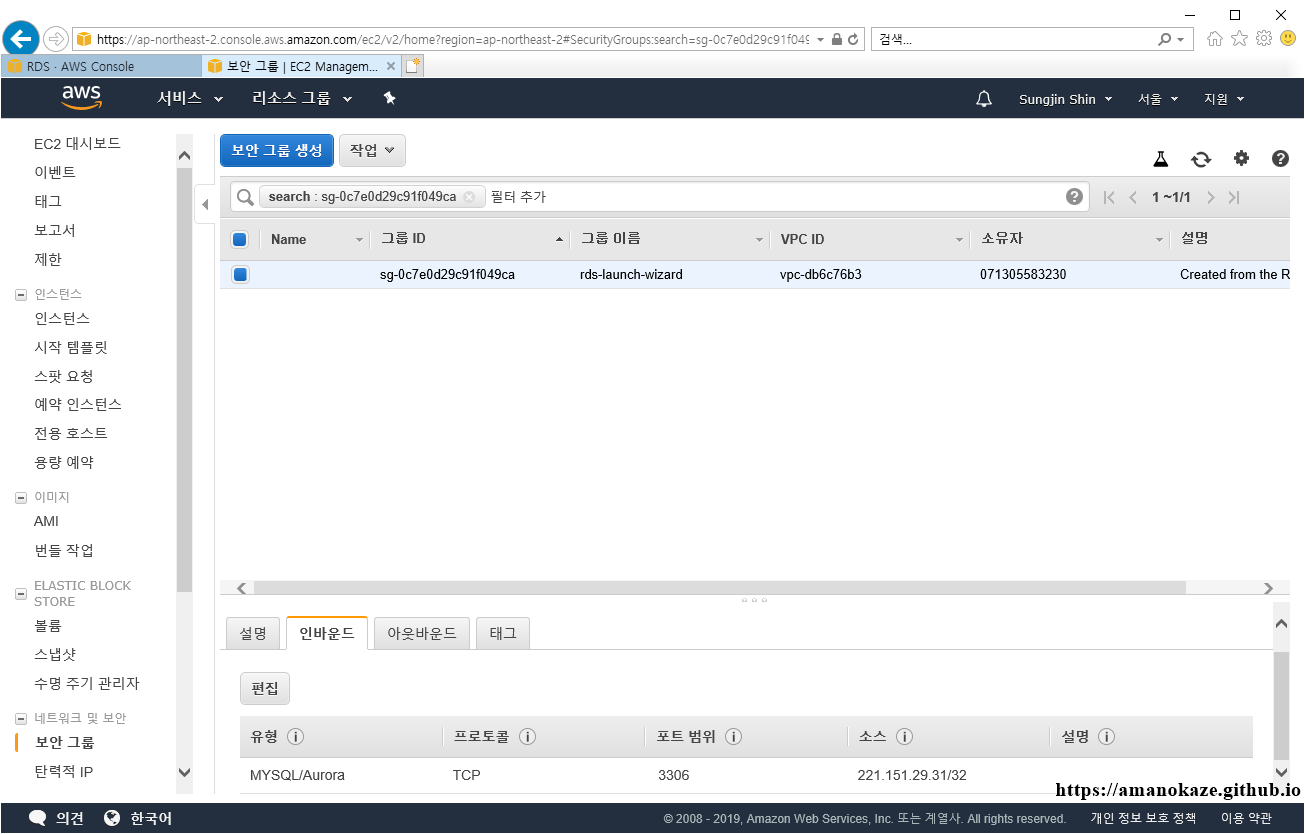 https://ap-northeast-2.console.aws.amazon.com/ec2/v2/home?region=ap-northeast-2#SecurityGroups:search=sg-0c7e0d29c91f049
검색...
RDS · AWS Console
보안 그룹 | EC2 Managem...
aws
서비스
리소스 그룹
Sungjin Shin
서울
지원
EC2 대시보드
이벤트
태그
보고서
제한
인스턴스
인스턴스
시작 템플릿
스팟 요청
예약 인스턴스
전용 호스트
용량 예약
이미지
AMI
번들 작업
ELASTIC BLOCK
STORE
볼륨
스냅샷
수명 주기 관리자
네트워크 및 보안
보안 그룹
탄력적 IP
보안 그룹 생성
작업
search : sg-0c7e0d29c91f049ca
필터 추가
1 ~1/1
Name 그룹 ID 그룹 이름 VPC ID 소유자 설명
sg-0c7e0d29c91f049ca rds-launch-wizard vpc-db6c76b3 071305583230 Created from the R
설명 인바운드 아웃바운드 태그
편집
유형 프로토콜 포트 범위 소스 설명
MYSQL/Aurora TCP 3306 221.151.29.31/32
https://amanokaze.github.io
의견 한국어
© 2008 - 2019, Amazon Web Services, Inc. 또는 계열사. All rights reserved. 개인 정보 보호 정책 이용 약관